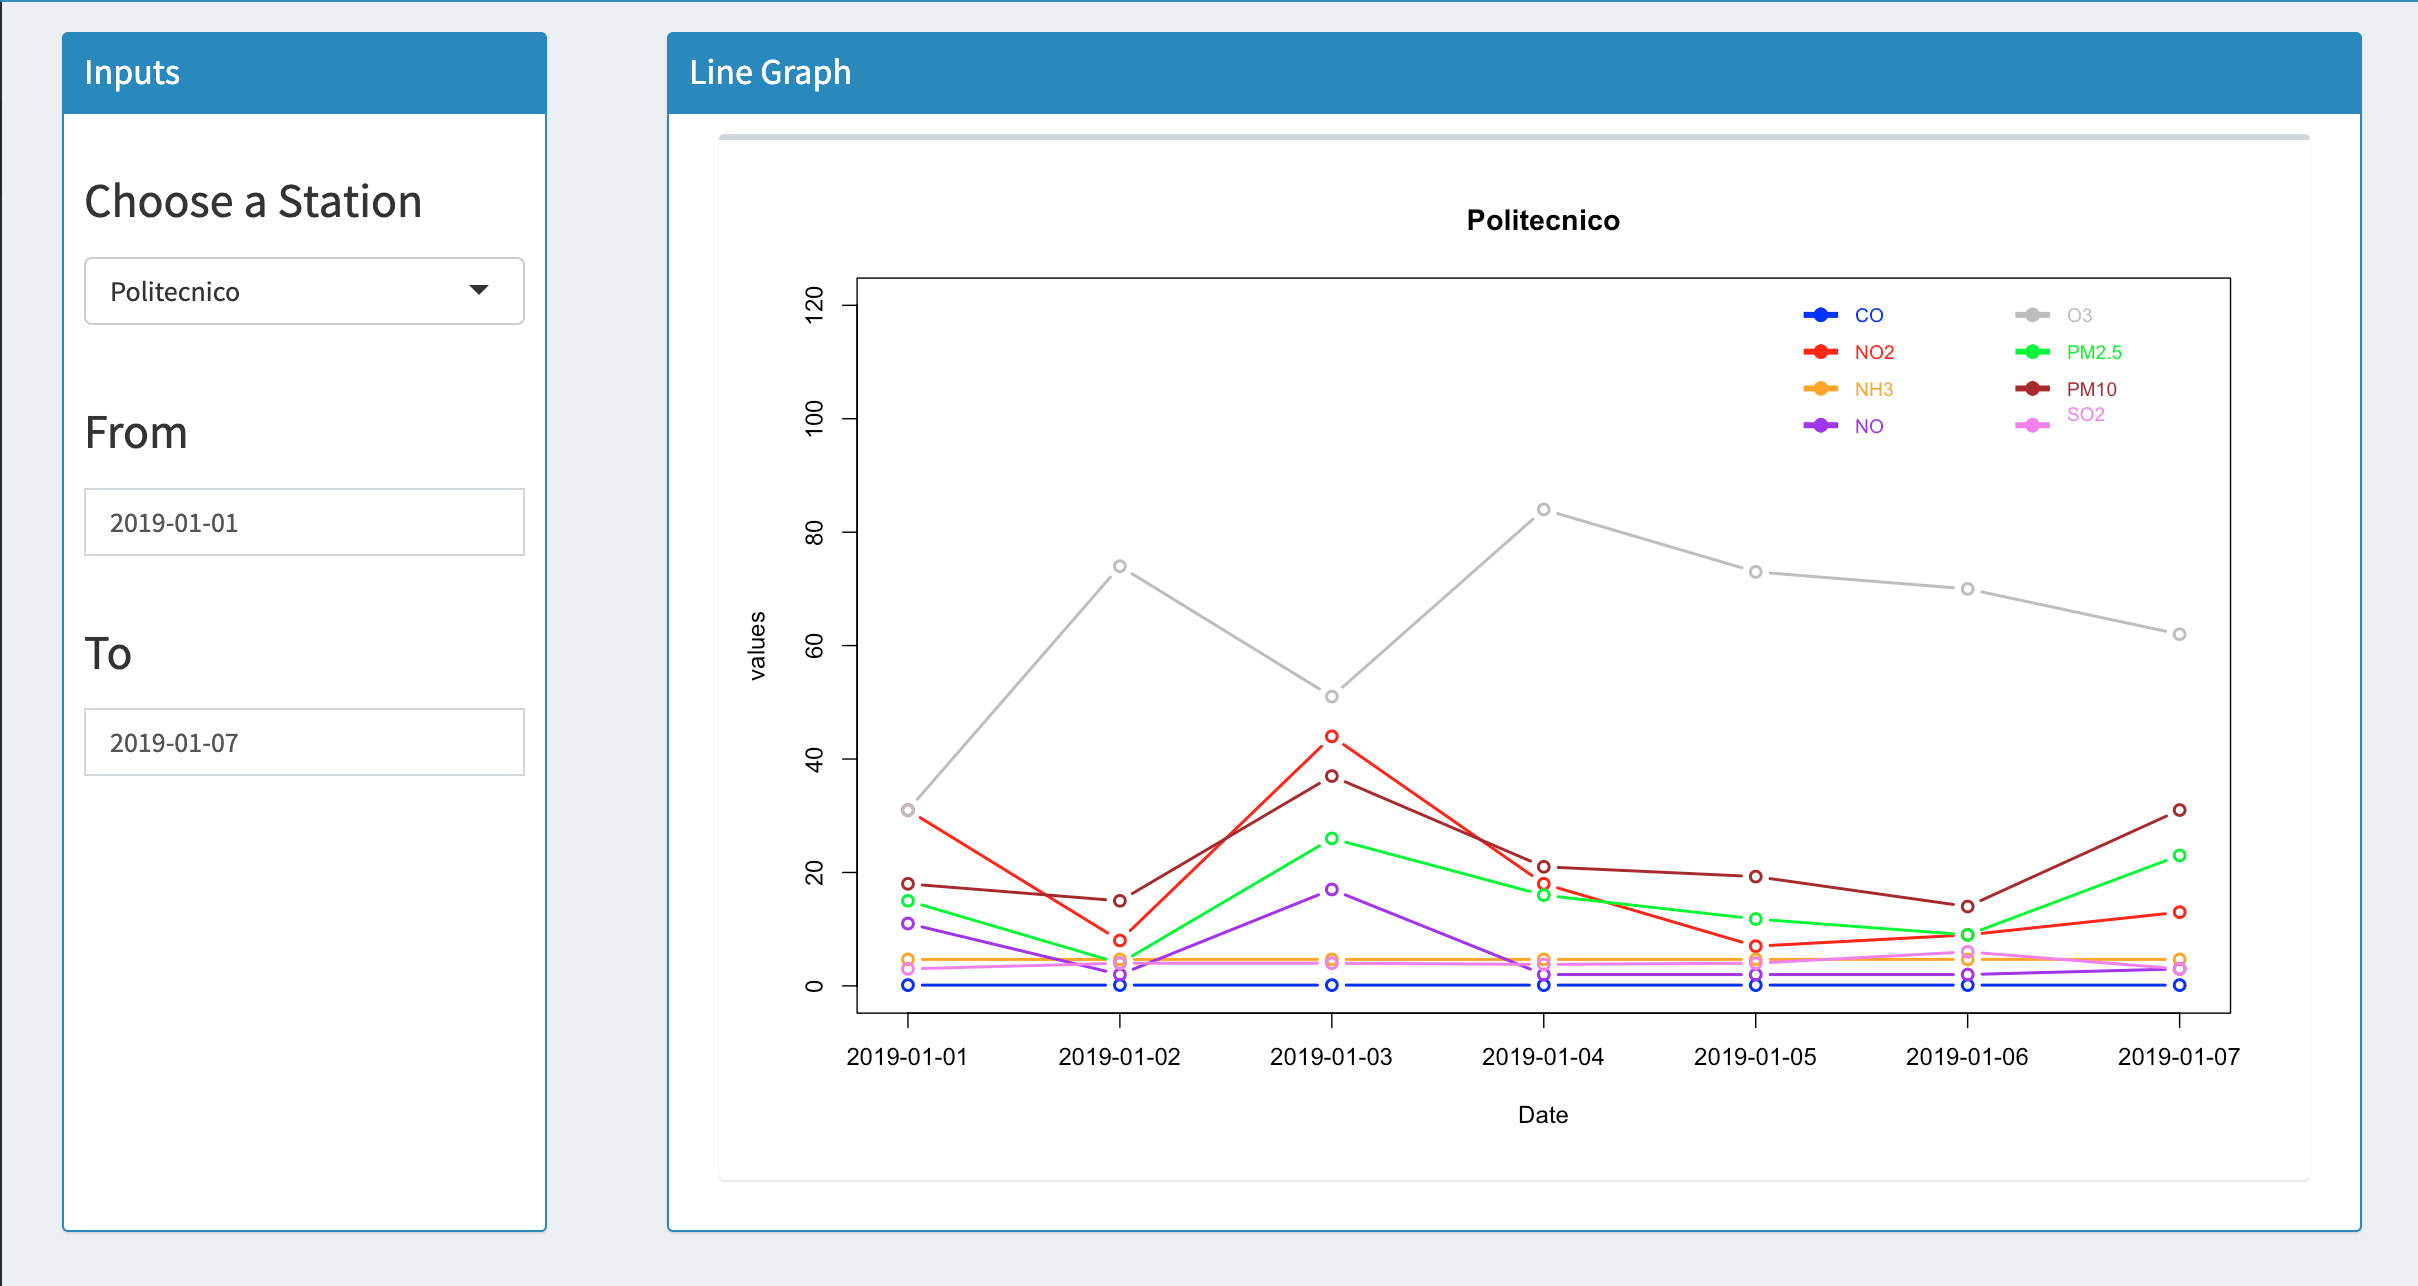 Inputs
Choose a Station
Politecnico
From
2019-01-01
To
2019-01-07
Line Graph
Politecnico
CO
NO2
NH3
NO
O3
PM2.5
PM10
SO2
values
120
100
80
60
40
20
0
2019-01-01 2019-01-02 2019-01-03 2019-01-04 2019-01-05 2019-01-06 2019-01-07
Date